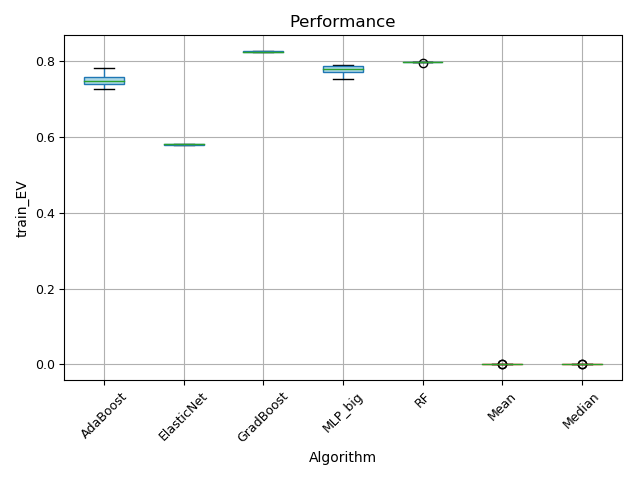 Performance
train_EV
0.8
0.6
0.4
0.2
0.0
AdaBoost
ElasticNet
GradBoost
MLP_big
RF
Mean
Median
Algorithm